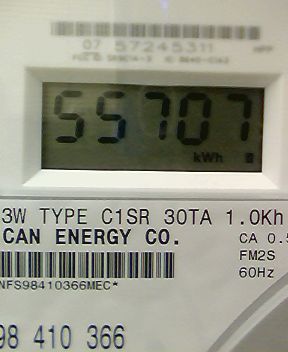 07 57245311
55707
kWh
3W TYPE C1SR 30TA 1.0Kh
CAN ENERGY CO.
CA 0.5
FM2S
60Hz
NFS98410366MEC*
98 410 366